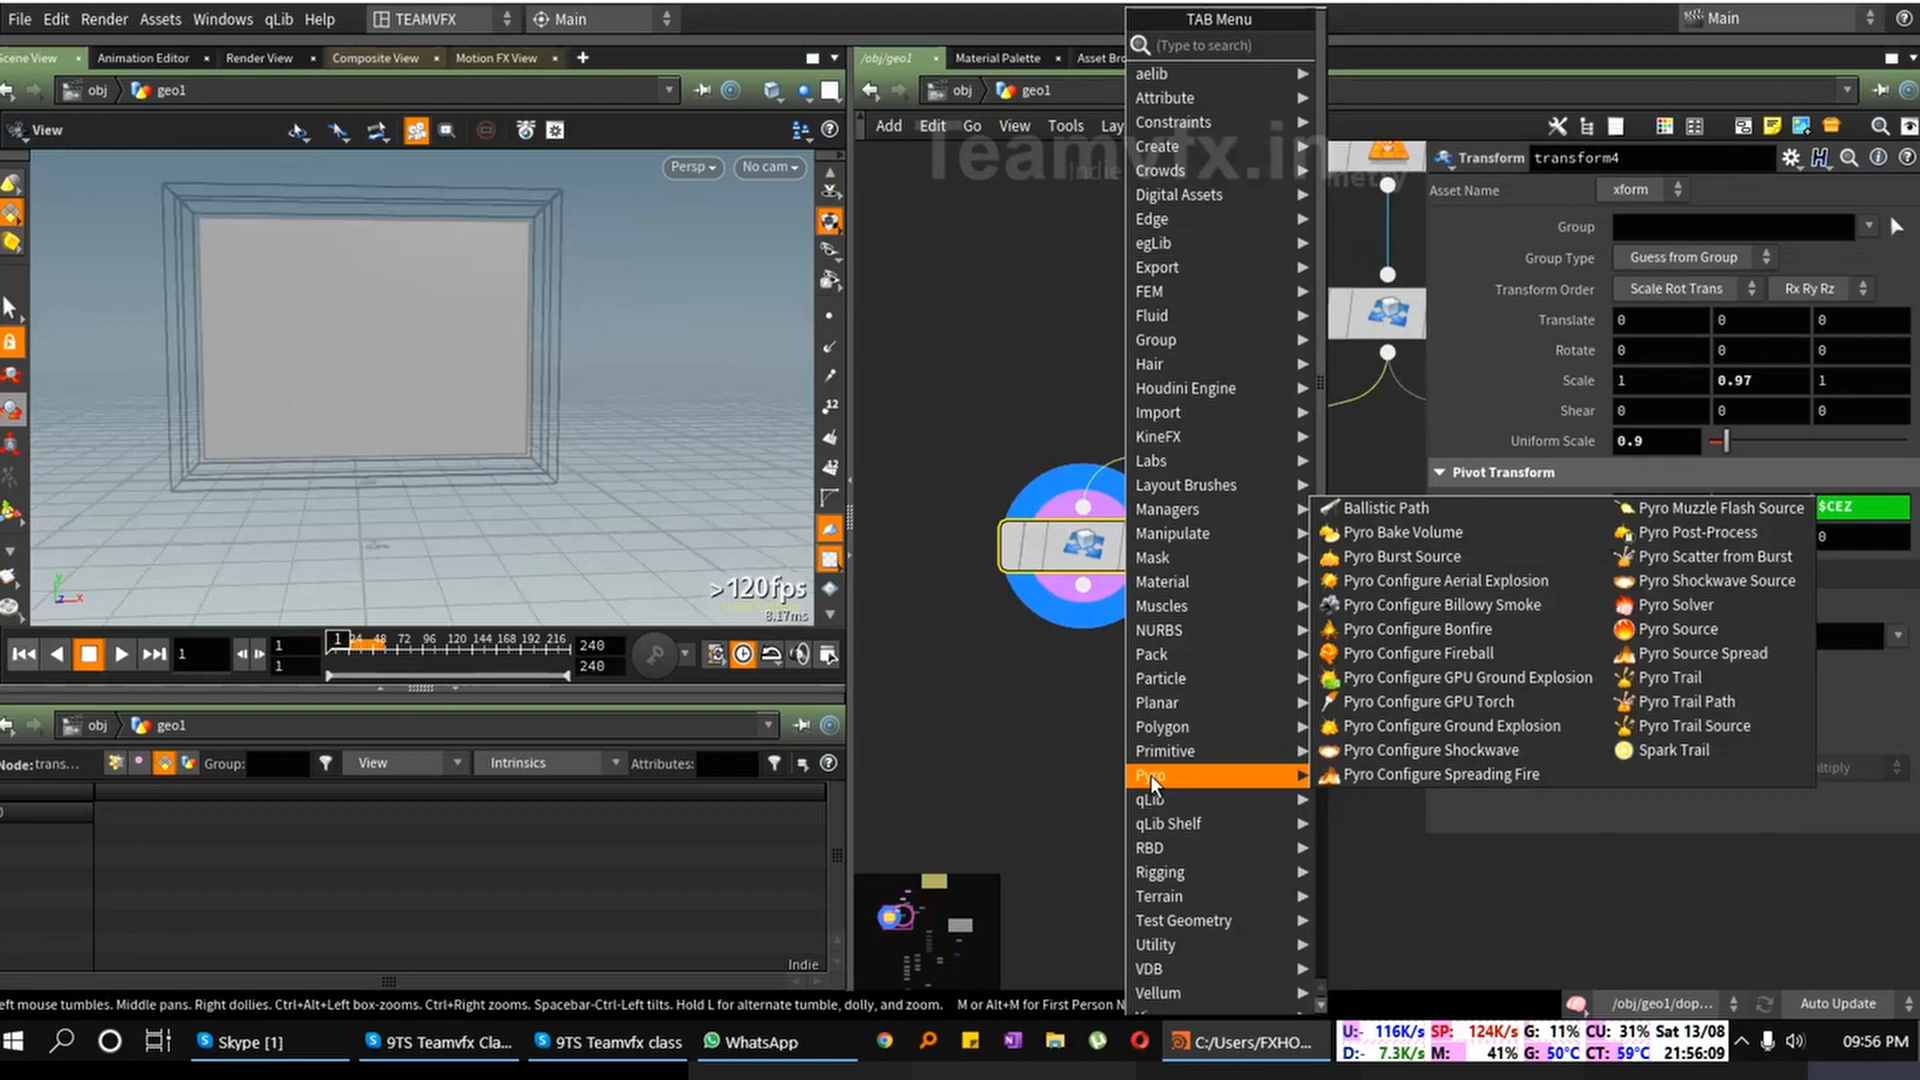 File Edit Render Assets Windows qLib Help TEAMVFX Main
TAB Menu
Main
(Type to search)
Scene View Animation Editor Render View Composite View Motion FX View
/obj/geo1 Material Palette Asset Bro
obj geo1
obj geo1
View
Add Edit Go View Tools Lay
Teamvfx.in
Indie
Persp No cam
>120fps
8.17ms
aelib
Attribute
Constraints
Create
Crowds
Digital Assets
Edge
egLib
Export
FEM
Fluid
Group
Hair
Houdini Engine
Import
KineFX
Labs
Layout Brushes
Managers
Manipulate
Mask
Material
Muscles
NURBS
Pack
Particle
Planar
Polygon
Primitive
Pyro
qLib
qLib Shelf
RBD
Rigging
Terrain
Test Geometry
Utility
VDB
Vellum
Ballistic Path
Pyro Bake Volume
Pyro Burst Source
Pyro Configure Aerial Explosion
Pyro Configure Billowy Smoke
Pyro Configure Bonfire
Pyro Configure Fireball
Pyro Configure GPU Ground Explosion
Pyro Configure GPU Torch
Pyro Configure Ground Explosion
Pyro Configure Shockwave
Pyro Configure Spreading Fire
Pyro Muzzle Flash Source
Pyro Post-Process
Pyro Scatter from Burst
Pyro Shockwave Source
Pyro Solver
Pyro Source
Pyro Source Spread
Pyro Trail
Pyro Trail Path
Pyro Trail Source
Spark Trail
Transform transform4
Asset Name xform
Group
Group Type Guess from Group
Transform Order Scale Rot Trans Rx Ry Rz
Translate 0 0 0
Rotate 0 0 0
Scale 1 0.97 1
Shear 0 0 0
Uniform Scale 0.9
Pivot Transform
$CEZ
0
1 1 24 48 72 96 120 144 168 192 216 240
1 1 240
obj geo1
Node: trans... Group: View Intrinsics Attributes:
0
Indie
eft mouse tumbles. Middle pans. Right dollies. Ctrl+Alt+Left box-zooms. Ctrl+Right zooms. Spacebar-Ctrl-Left tilts. Hold L for alternate tumble, dolly, and zoom. M or Alt+M for First Person N
/obj/geo1/dop... Auto Update
Skype [1] 9TS Teamvfx Cla... 9TS Teamvfx class WhatsApp C:/Users/FXHO...
U:- 116K/s SP: 124K/s G: 11% CU: 31% Sat 13/08
D:- 7.3K/s M: 41% G: 50°C CT: 59°C 21:56:09
09:56 PM